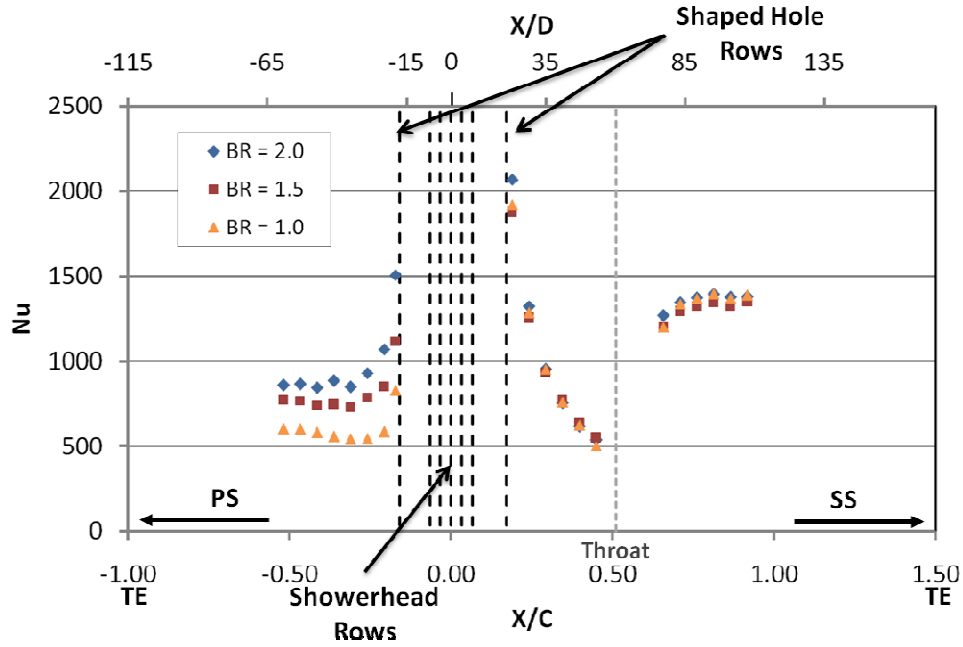 X/D
Shaped Hole
Rows
-115 -65 -15 0 35 85 135
2500
2000
1500
1000
500
0
Nu
BR = 2.0
BR = 1.5
BR = 1.0
PS
SS
Throat
-1.00 -0.50 0.00 0.50 1.00 1.50
TE
TE
Showerhead
Rows
X/C